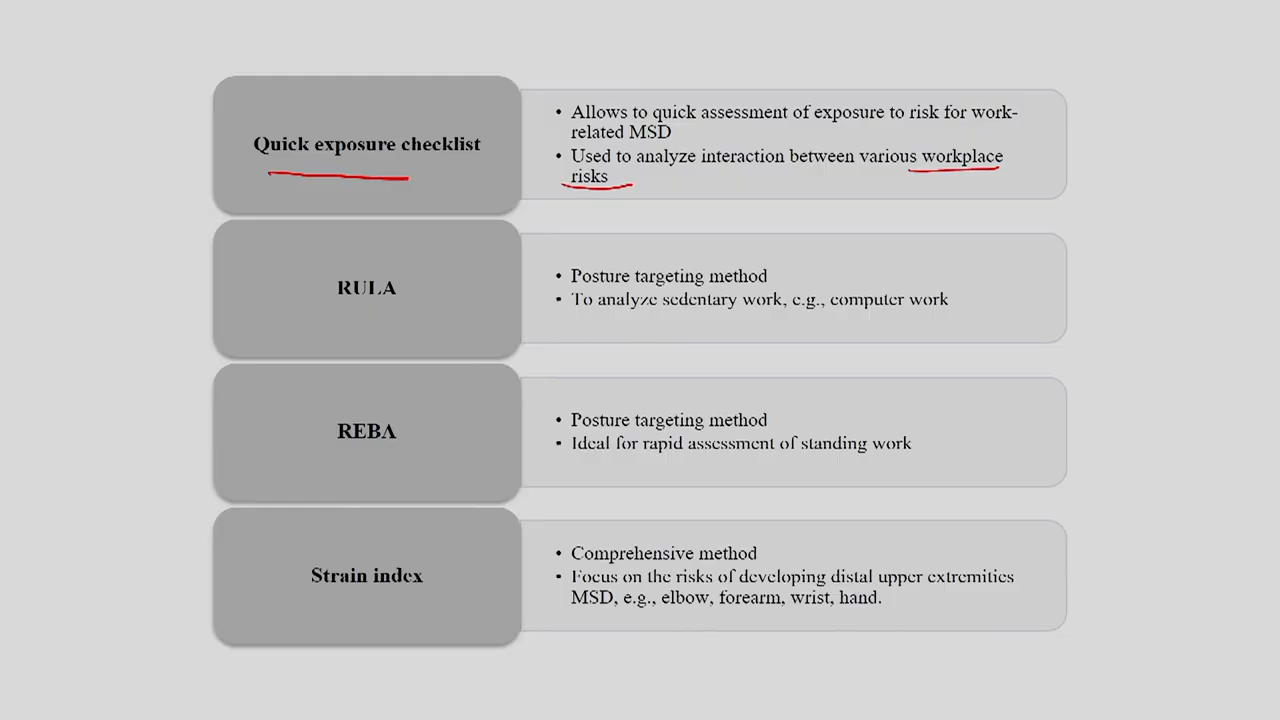 Quick exposure checklist
• Allows to quick assessment of exposure to risk for work-
related MSD
• Used to analyze interaction between various workplace
risks
RULA
• Posture targeting method
• To analyze sedentary work, e.g., computer work
REBA
• Posture targeting method
• Ideal for rapid assessment of standing work
Strain index
• Comprehensive method
• Focus on the risks of developing distal upper extremities
MSD, e.g., elbow, forearm, wrist, hand.